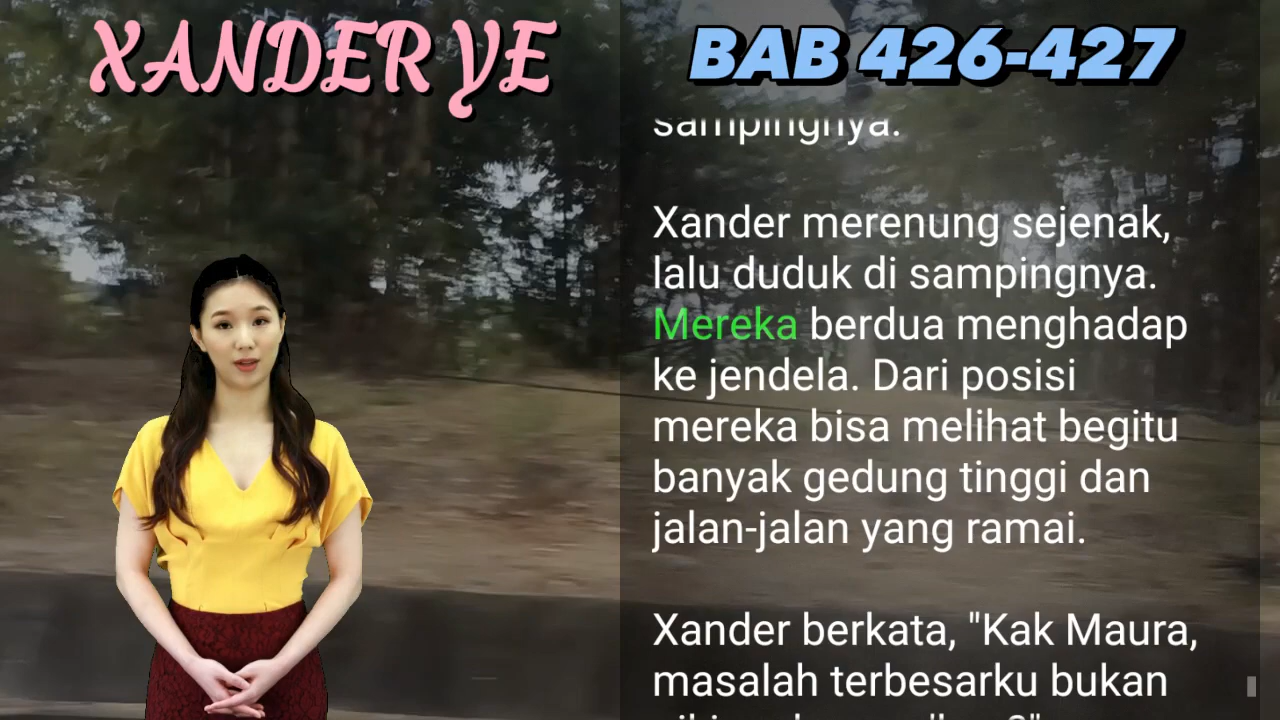 XANDER YE
BAB 426-427
sampingnya.
Xander merenung sejenak,
lalu duduk di sampingnya.
Mereka berdua menghadap
ke jendela. Dari posisi
mereka bisa melihat begitu
banyak gedung tinggi dan
jalan-jalan yang ramai.
Xander berkata, "Kak Maura,
masalah terbesarku bukan